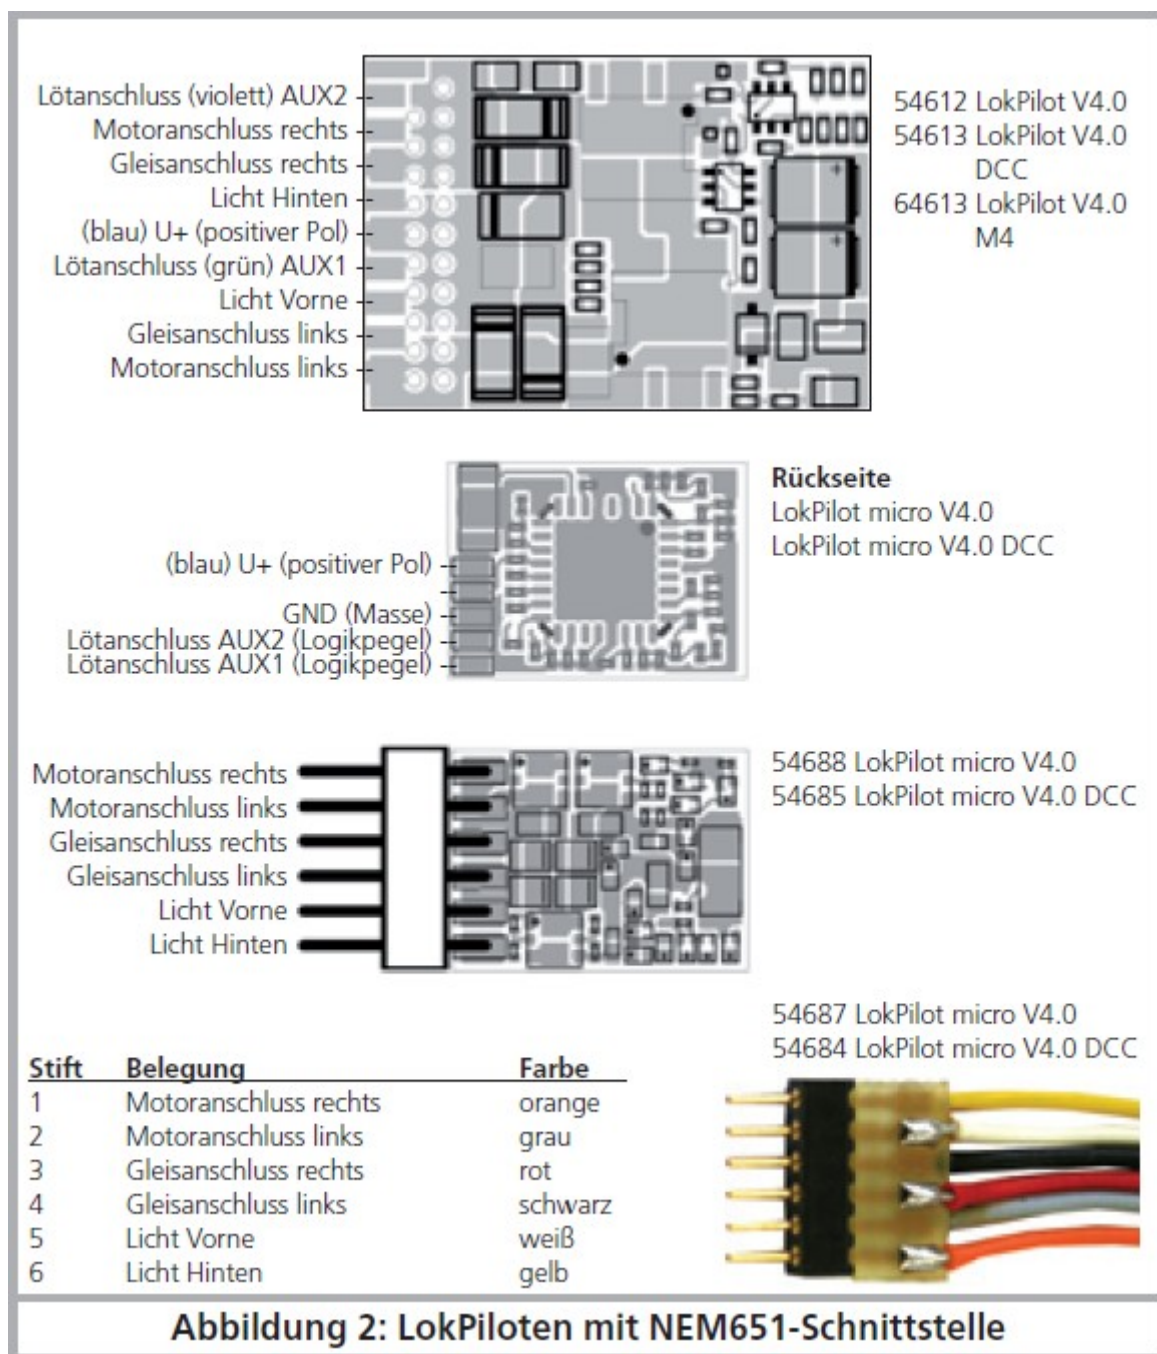 Lötanschluss (violett) AUX2
Motoranschluss rechts
Gleisanschluss rechts
Licht Hinten
(blau) U+ (positiver Pol)
Lötanschluss (grün) AUX1
Licht Vorne
Gleisanschluss links
Motoranschluss links
54612 LokPilot V4.0
54613 LokPilot V4.0
DCC
64613 LokPilot V4.0
M4
Rückseite
LokPilot micro V4.0
LokPilot micro V4.0 DCC
(blau) U+ (positiver Pol)
GND (Masse)
Lötanschluss AUX2 (Logikpegel)
Lötanschluss AUX1 (Logikpegel)
Motoranschluss rechts
Motoranschluss links
Gleisanschluss rechts
Gleisanschluss links
Licht Vorne
Licht Hinten
54688 LokPilot micro V4.0
54685 LokPilot micro V4.0 DCC
54687 LokPilot micro V4.0
54684 LokPilot micro V4.0 DCC
Stift Belegung Farbe
1 Motoranschluss rechts orange
2 Motoranschluss links grau
3 Gleisanschluss rechts rot
4 Gleisanschluss links schwarz
5 Licht Vorne weiß
6 Licht Hinten gelb
Abbildung 2: LokPiloten mit NEM651-Schnittstelle